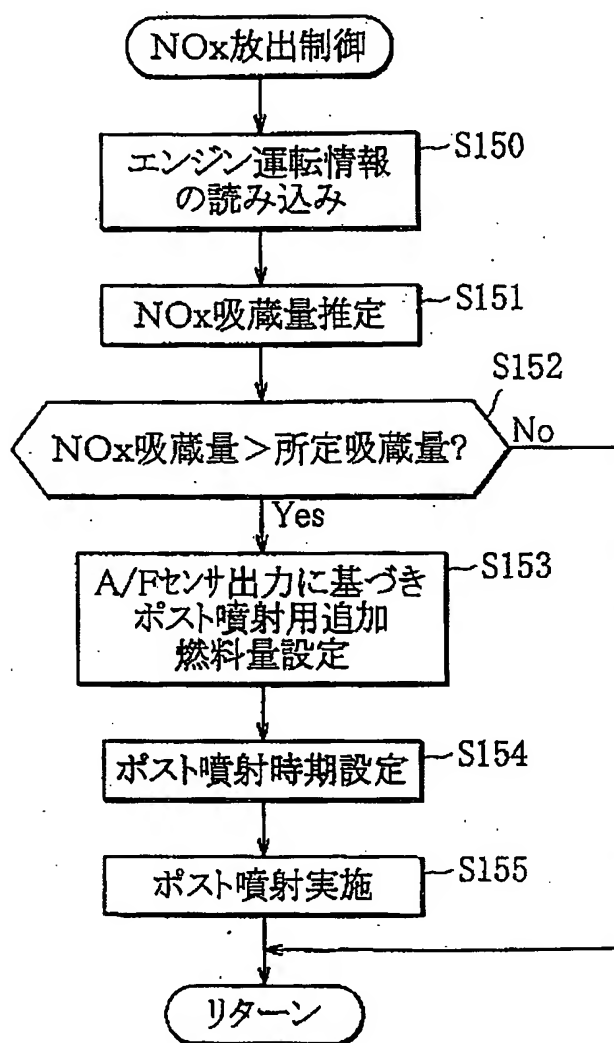 NOx放出制御
エンジン運転情報
の読み込み
S150
NOx吸蔵量推定
S151
S152
NOx吸蔵量>所定吸蔵量?
No
Yes
A/Fセンサ出力に基づき
ポスト噴射用追加
燃料量設定
S153
ポスト噴射時期設定
S154
ポスト噴射実施
S155
リターン